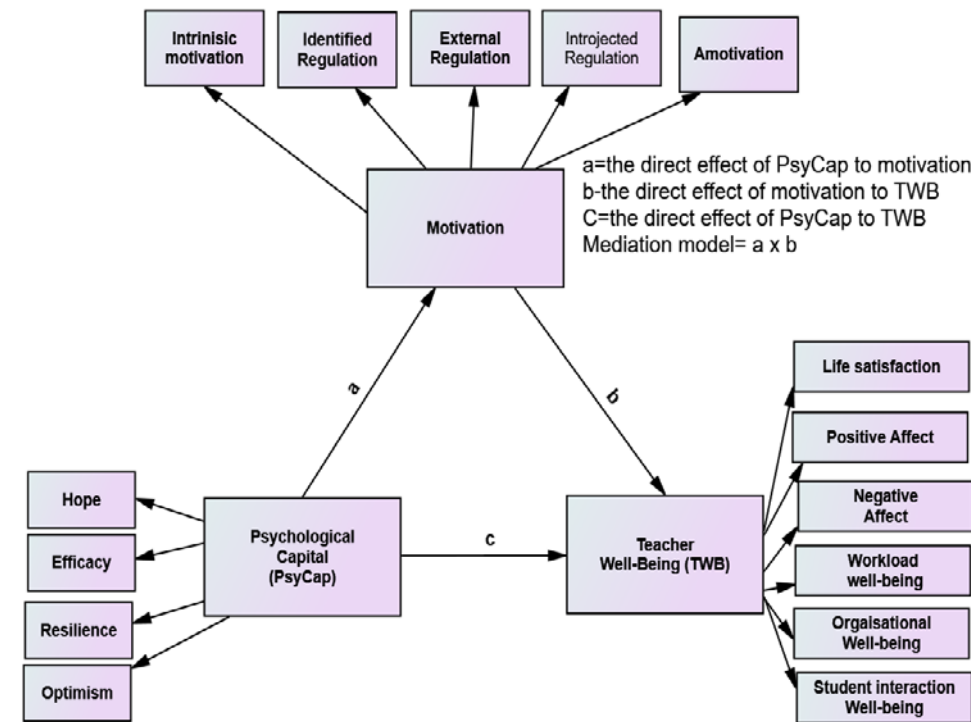 Intrinisic
motivation
Identified
Regulation
External
Regulation
Introjected
Regulation
Amotivation
a=the direct effect of PsyCap to motivation
b-the direct effect of motivation to TWB
C=the direct effect of PsyCap to TWB
Mediation model= a x b
Motivation
a
b
Life satisfaction
Positive Affect
Negative
Affect
Workload
well-being
Orgaisational
Well-being
Student interaction
Well-being
Hope
Efficacy
Resilience
Optimism
Psychological
Capital
(PsyCap)
c
Teacher
Well-Being (TWB)